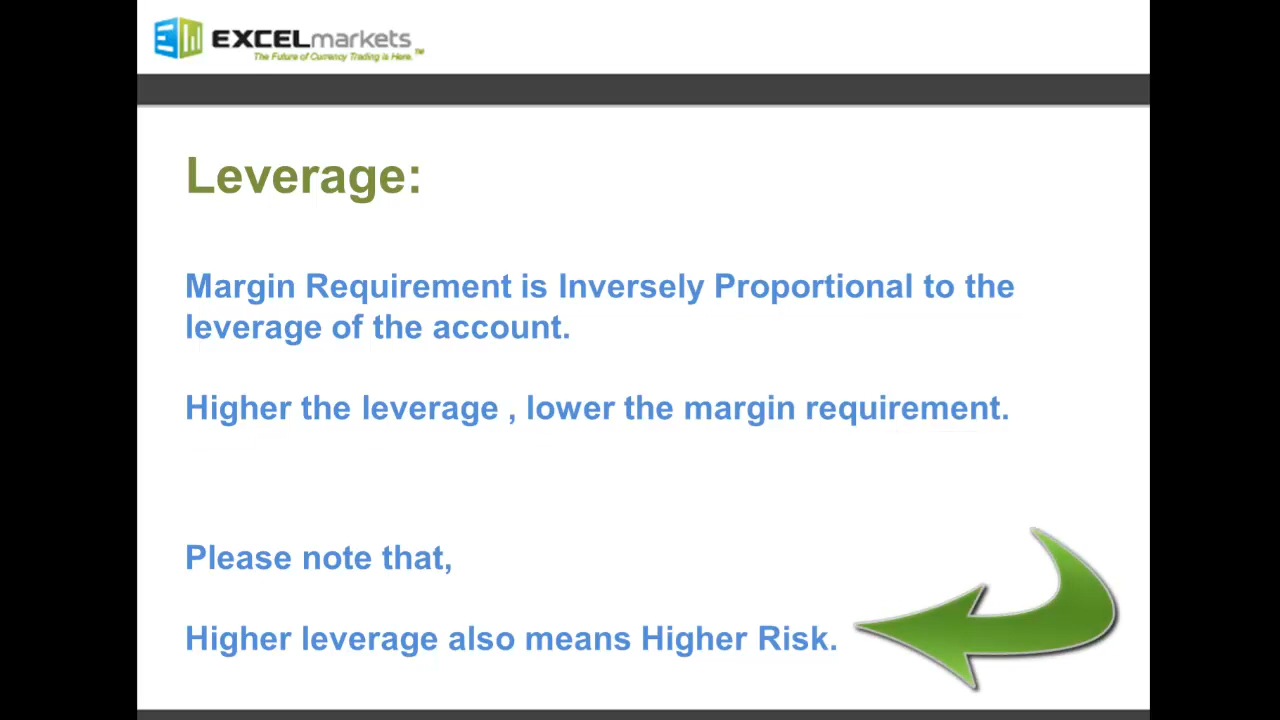 EXCELmarkets
The Future of Currency Trading is Here.™
Leverage:
Margin Requirement is Inversely Proportional to the
leverage of the account.
Higher the leverage , lower the margin requirement.
Please note that,
Higher leverage also means Higher Risk.